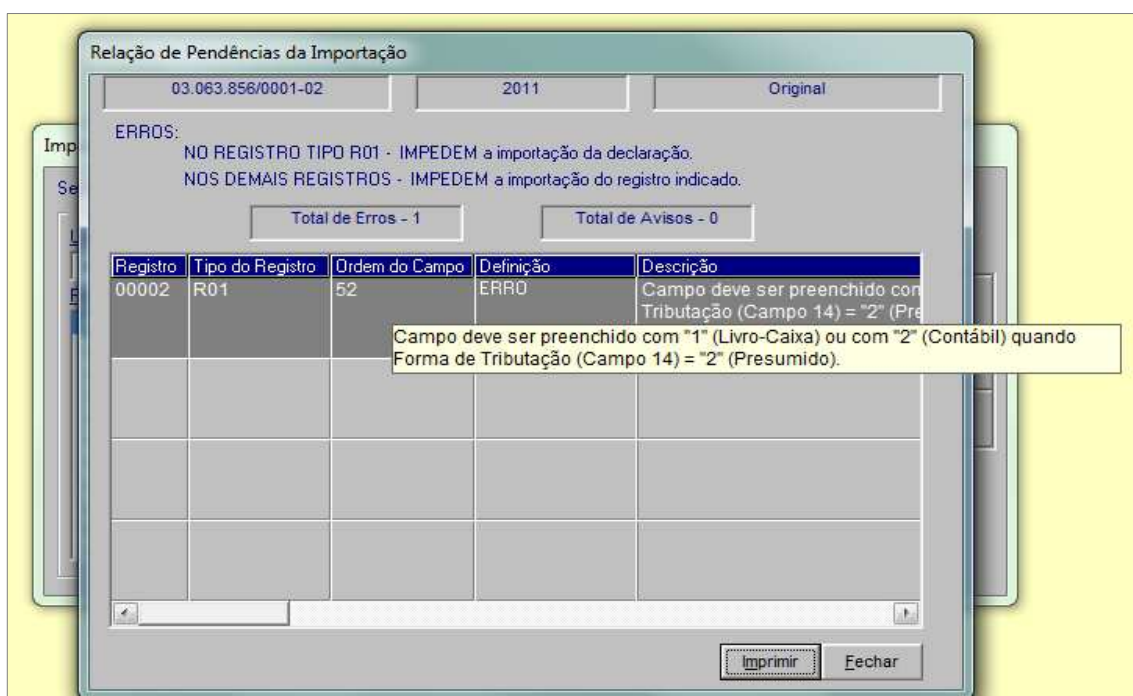 Relação de Pendências da Importação
03.063.856/0001-02 2011 Original
Imp
ERROS:
NO REGISTRO TIPO R01 - IMPEDEM a importação da declaração.
Se
NOS DEMAIS REGISTROS - IMPEDEM a importação do registro indicado.
Total de Erros - 1 Total de Avisos - 0
Registro Tipo do Registro Ordem do Campo Definição Descrição
00002 R01 52 ERRO Campo deve ser preenchido con
Tributação (Campo 14) = "2" (Pre
Campo deve ser preenchido com "1" (Livro-Caixa) ou com "2" (Contábil) quando
Forma de Tributação (Campo 14) = "2" (Presumido).
Imprimir Fechar